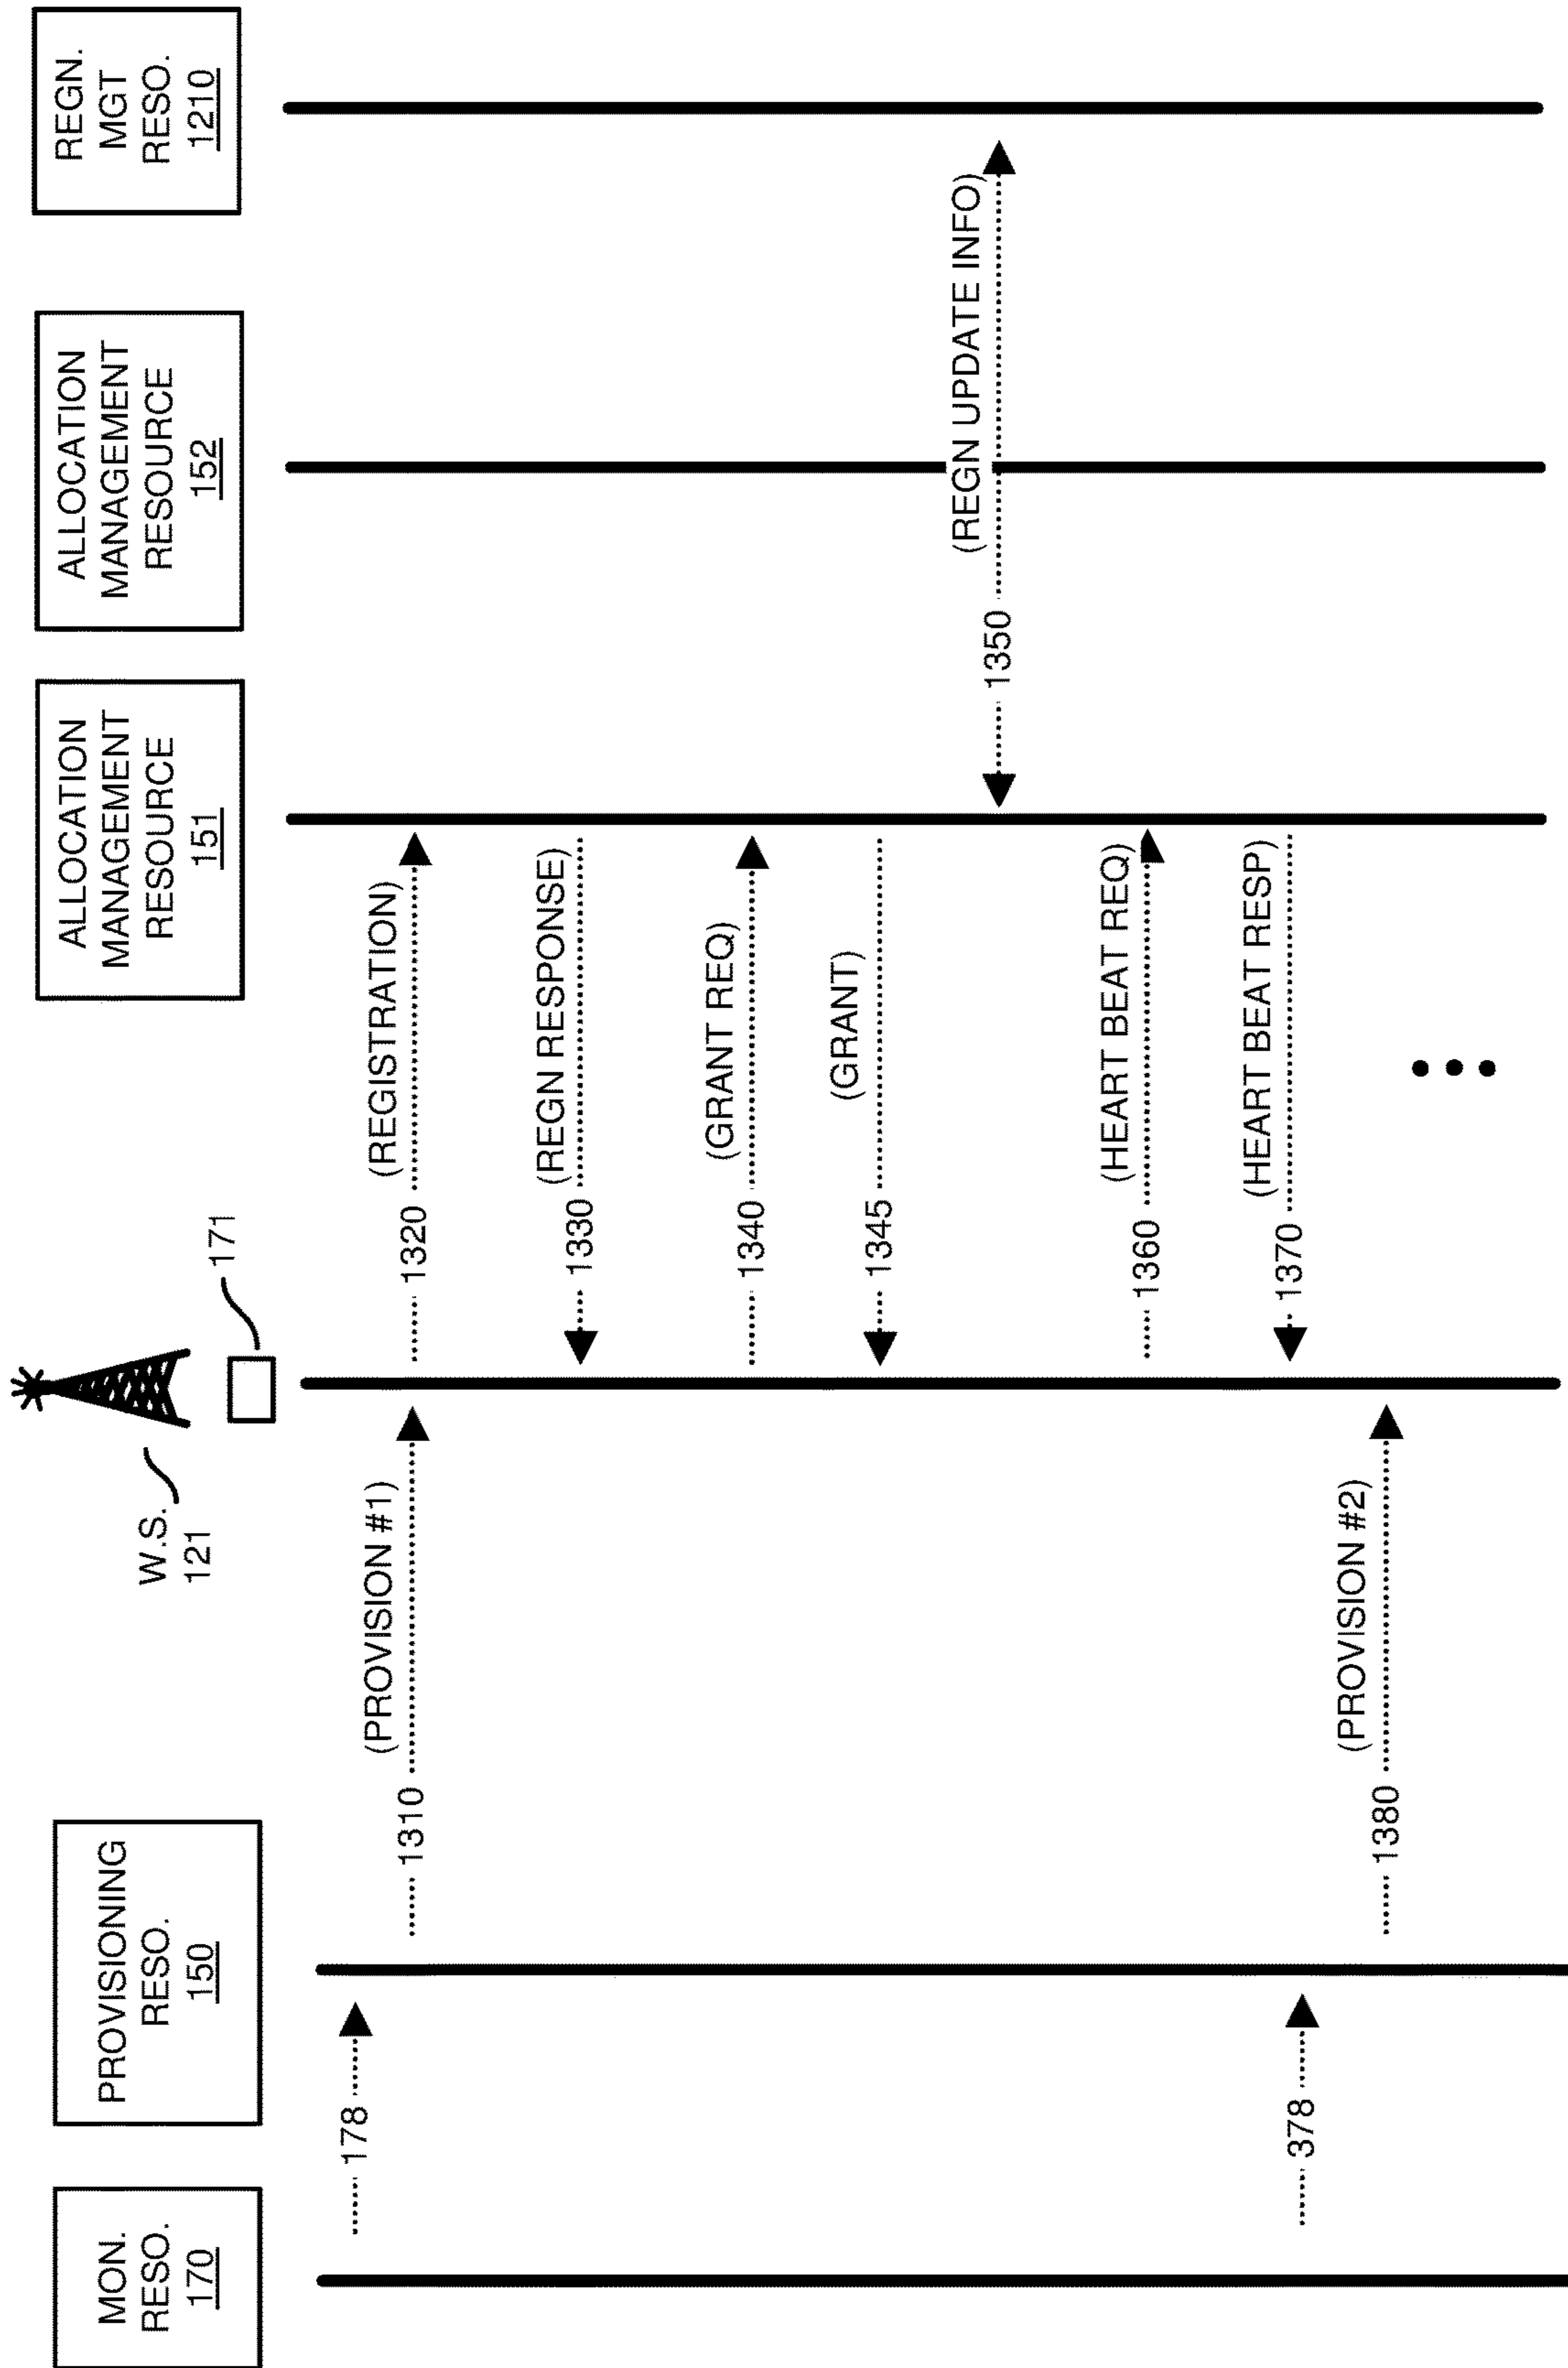 MON.
RESO.
170
PROVISIONING
RESO.
150
W.S.
121
171
ALLOCATION
MANAGEMENT
RESOURCE
151
ALLOCATION
MANAGEMENT
RESOURCE
152
REGN.
MGT
RESO.
1210
178
(PROVISION #1)
1310
(REGISTRATION)
1320
(REGN RESPONSE)
1330
(GRANT REQ)
1340
(GRANT)
1345
(REGN UPDATE INFO)
1350
(HEART BEAT REQ)
1360
(HEART BEAT RESP)
1370
378
(PROVISION #2)
1380